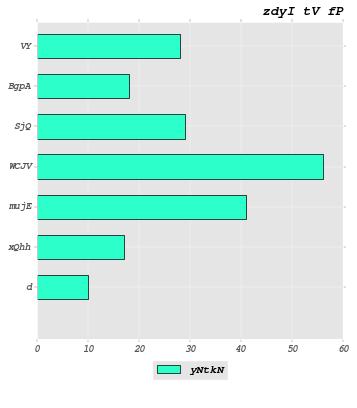 zdyI tV fP
VY
BgpA
SjQ
WCJV
mujE
xQhh
d
0 10 20 30 40 50 60
yNtkN